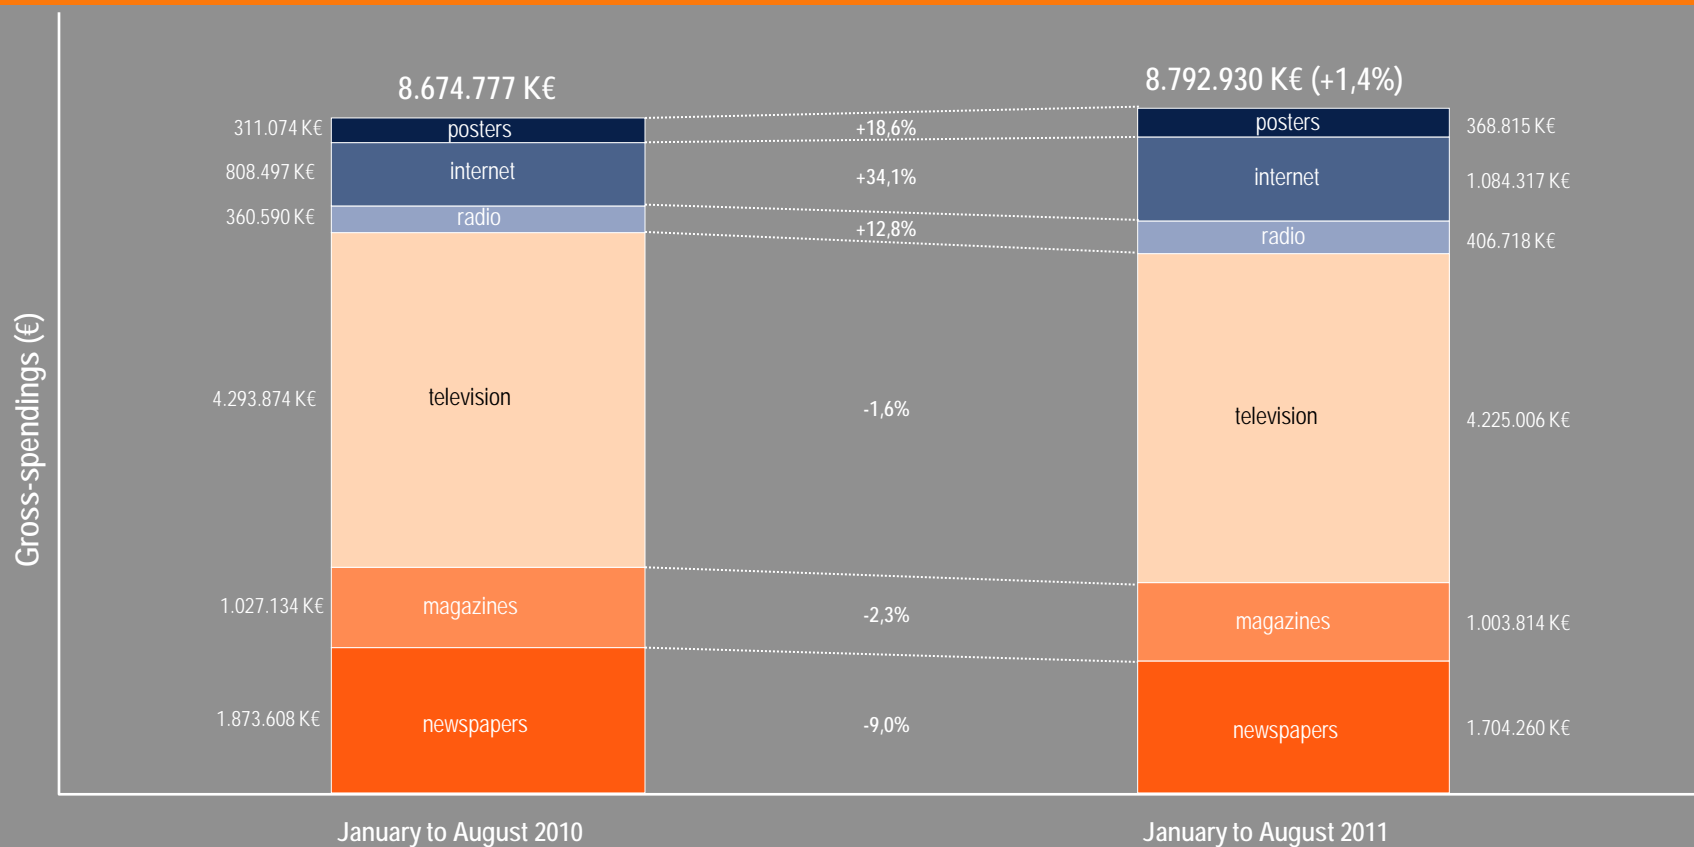 8.674.777 K€
8.792.930 K€ (+1,4%)
311.074 K€
posters
+18,6%
posters
368.815 K€
808.497 K€
internet
+34,1%
internet
1.084.317 K€
360.590 K€
radio
+12,8%
radio
406.718 K€
Gross-spendings (€)
4.293.874 K€
television
-1,6%
television
4.225.006 K€
1.027.134 K€
magazines
-2,3%
magazines
1.003.814 K€
1.873.608 K€
newspapers
-9,0%
newspapers
1.704.260 K€
January to August 2010
January to August 2011